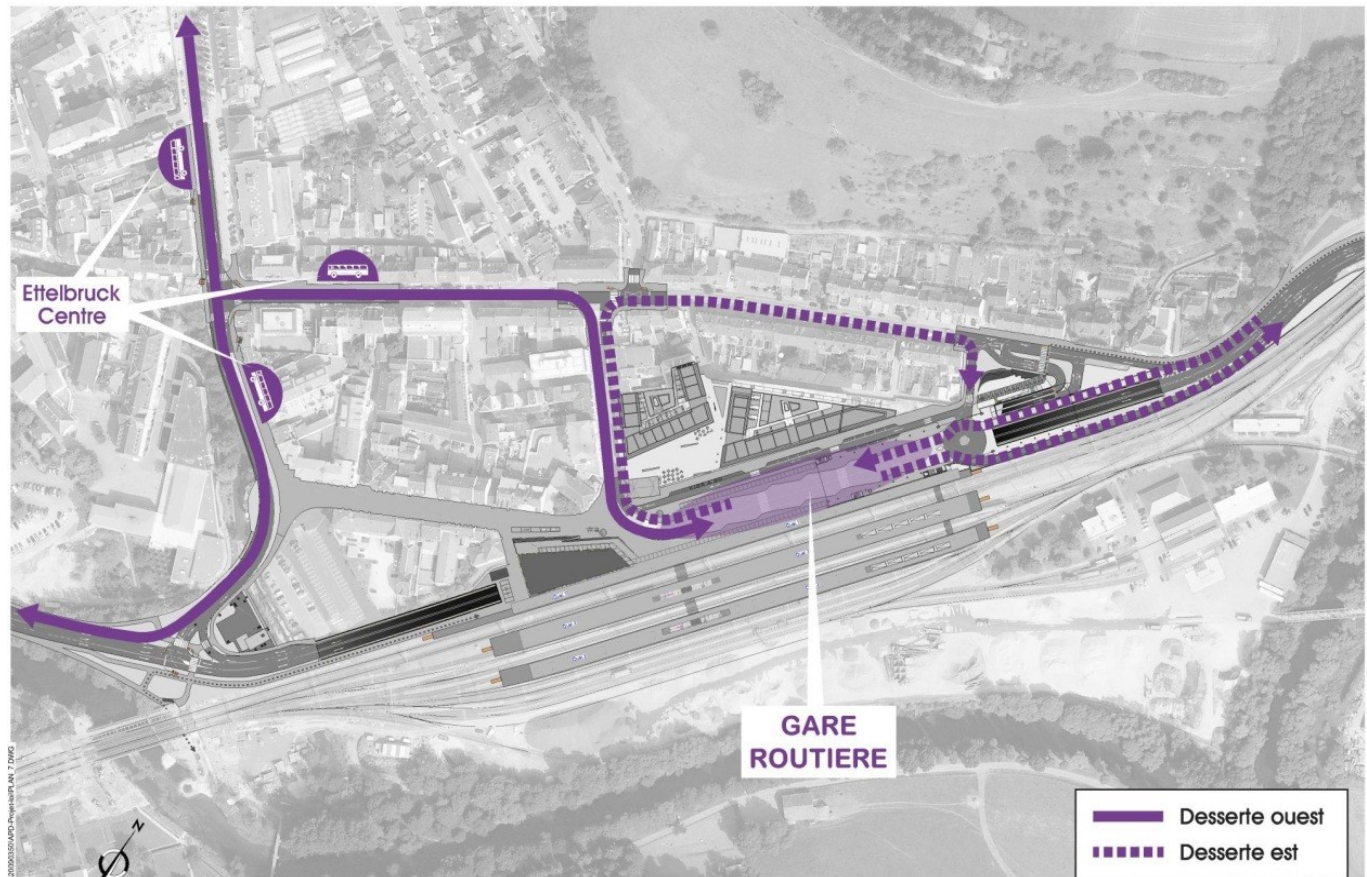 Ettelbruck
Centre
GARE
ROUTIERE
N
Desserte ouest
Desserte est